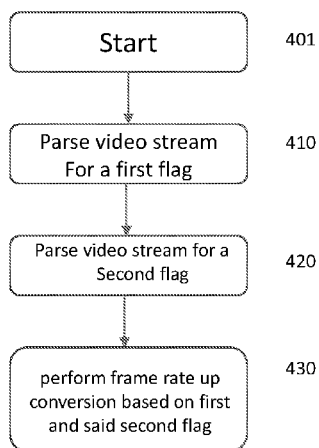 Start
401
Parse video stream
For a first flag
410
Parse video stream for a
Second flag
420
perform frame rate up
conversion based on first
and said second flag
430